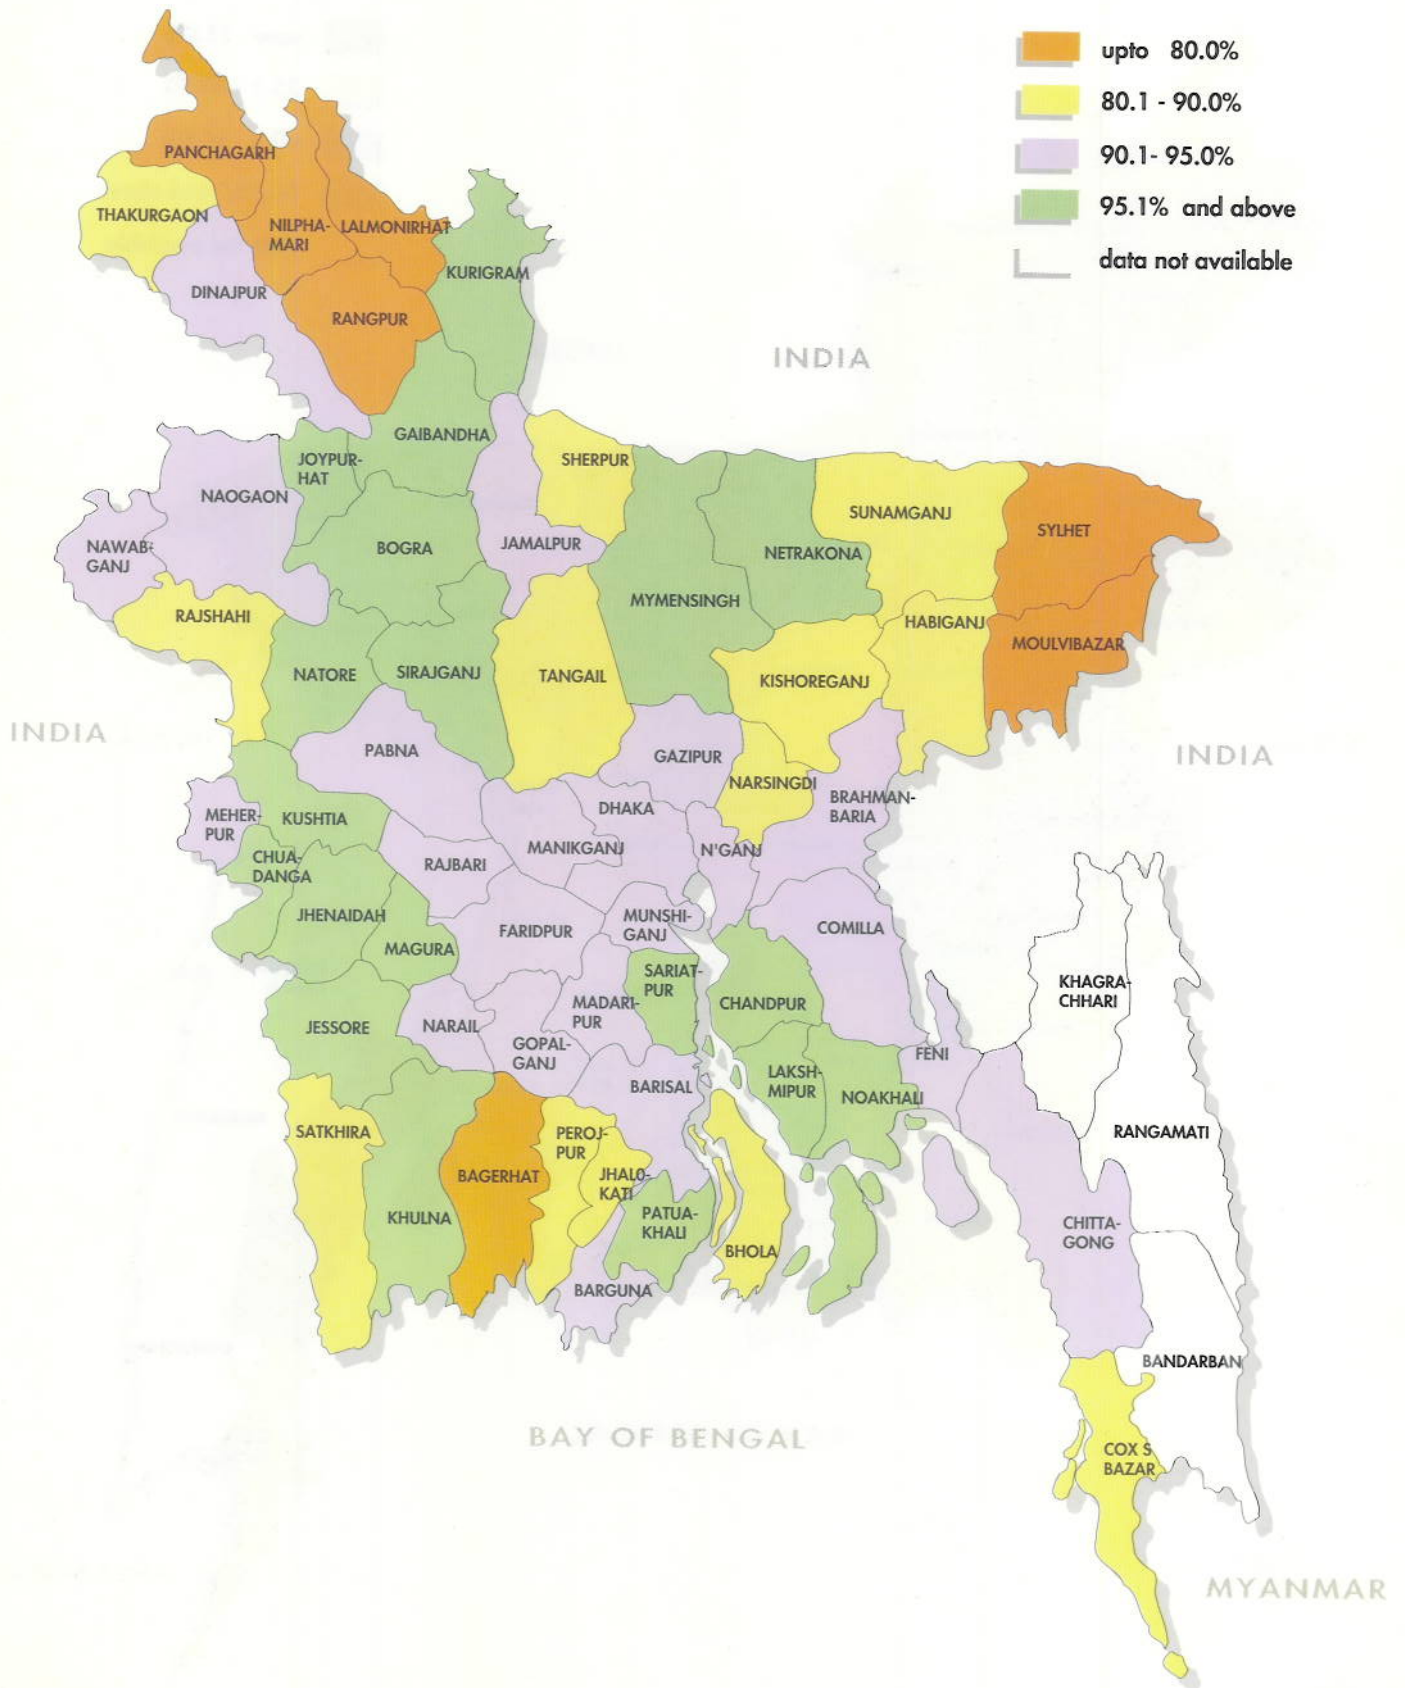 upto 80.0%
80.1 - 90.0%
90.1- 95.0%
95.1% and above
data not available
PANCHAGARH
THAKURGAON
NILPHA-
MARI
LALMONIRHAT
KURIGRAM
DINAJPUR
RANGPUR
INDIA
GAIBANDHA
JOYPUR-
HAT
SHERPUR
NAOGAON
SUNAMGANJ
SYLHET
NAWAB-
GANJ
BOGRA
JAMALPUR
NETRAKONA
MYMENSINGH
RAJSHAHI
HABIGANJ
MOULVIBAZAR
NATORE
SIRAJGANJ
TANGAIL
KISHOREGANJ
INDIA
PABNA
GAZIPUR
INDIA
NARSINGDI
BRAHMAN-
BARIA
MEHER-
PUR
KUSHTIA
DHAKA
MANIKGANJ
N'GANJ
CHUA-
DANGA
RAJBARI
JHENAIDAH
MAGURA
FARIDPUR
MUNSHI-
GANJ
COMILLA
SARIAT-
PUR
KHAGRA-
CHHARI
JESSORE
NARAIL
MADARI-
PUR
CHANDPUR
GOPAL-
GANJ
FENI
BARISAL
LAKSH-
MIPUR
NOAKHALI
SATKHIRA
PEROJ-
PUR
RANGAMATI
BAGERHAT
JHALO-
KATI
KHULNA
PATUA-
KHALI
CHITTA-
GONG
BHOLA
BARGUNA
BANDARBAN
BAY OF BENGAL
COX S
BAZAR
MYANMAR